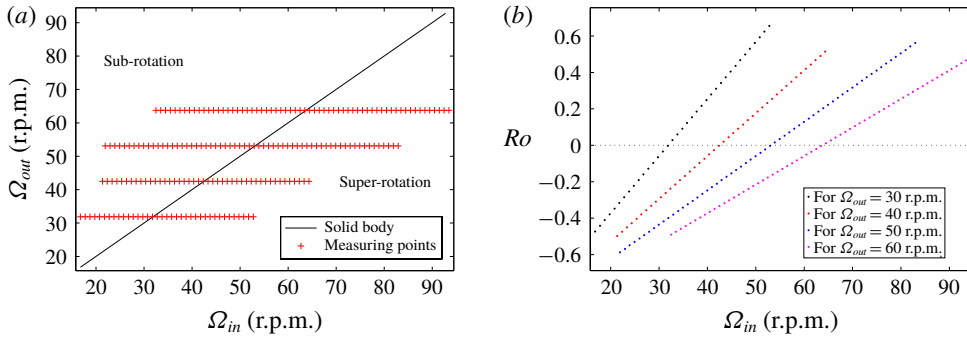 (a)
90
80
70
60
50
40
30
20
Ω_out (r.p.m.)
Sub-rotation
Super-rotation
Solid body
Measuring points
20 30 40 50 60 70 80 90
Ω_in (r.p.m.)
(b)
0.6
0.4
0.2
0
−0.2
−0.4
−0.6
Ro
For Ω_out = 30 r.p.m.
For Ω_out = 40 r.p.m.
For Ω_out = 50 r.p.m.
For Ω_out = 60 r.p.m.
20 30 40 50 60 70 80 90
Ω_in (r.p.m.)